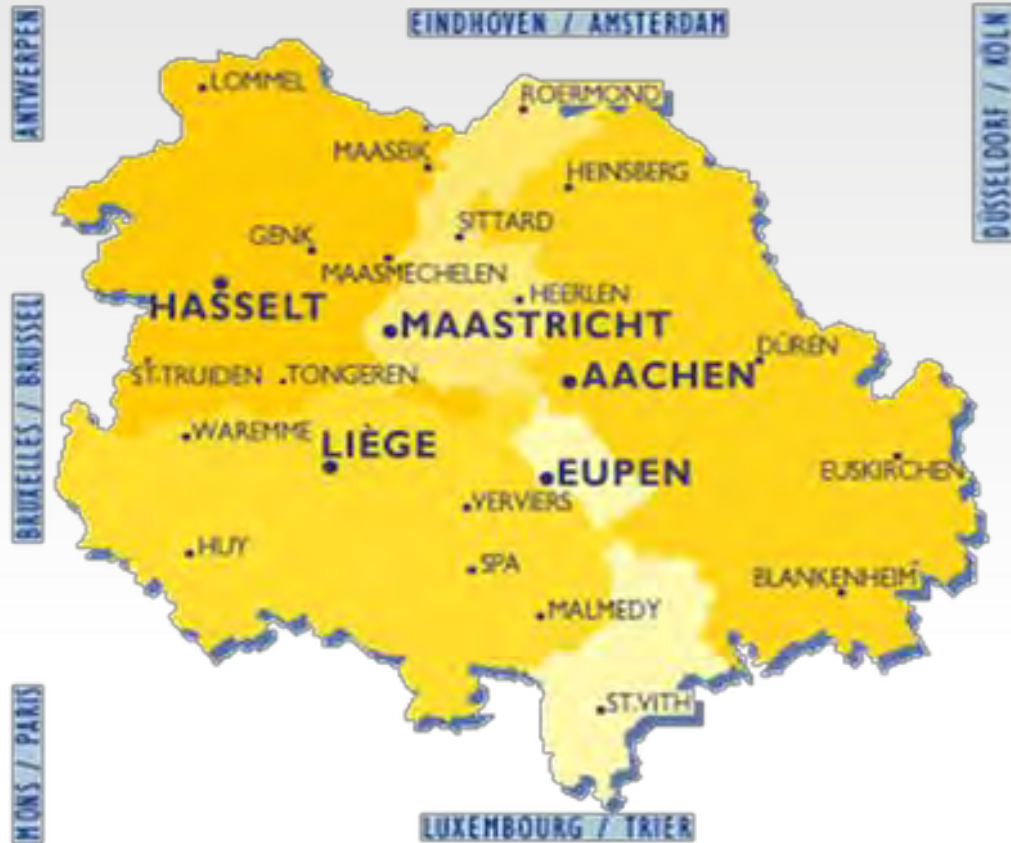 EINDHOVEN / AMSTERDAM
ANTWERPEN
DÜSSELDORF / KÖLN
LOMMEL
ROERMOND
MAASEIK
HEINSBERG
SITTARD
GENK
MAASMECHELEN
HEERLEN
HASSELT
MAASTRICHT
DÜREN
ST.TRUIDEN
TONGEREN
AACHEN
BRUXELLES / BRUSSEL
WAREMME
LIÈGE
EUPEN
EUSKIRCHEN
VERVIERS
HUY
SPA
BLANKENHEIM
MALMEDY
ST.VITH
MONS / PARIS
LUXEMBOURG / TRIER